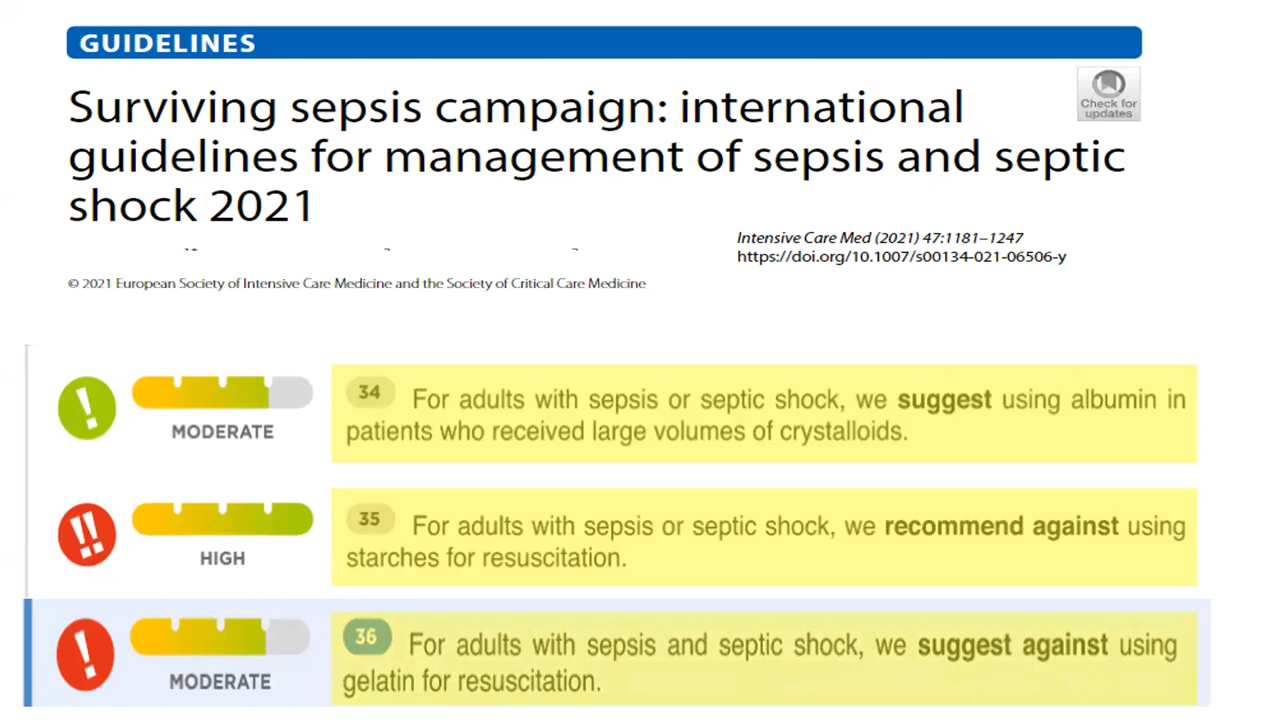 GUIDELINES
Check for
updates
Surviving sepsis campaign: international
guidelines for management of sepsis and septic
shock 2021
Intensive Care Med (2021) 47:1181–1247
https://doi.org/10.1007/s00134-021-06506-y
© 2021 European Society of Intensive Care Medicine and the Society of Critical Care Medicine
MODERATE
34 For adults with sepsis or septic shock, we suggest using albumin in
patients who received large volumes of crystalloids.
HIGH
35 For adults with sepsis or septic shock, we recommend against using
starches for resuscitation.
MODERATE
36 For adults with sepsis and septic shock, we suggest against using
gelatin for resuscitation.